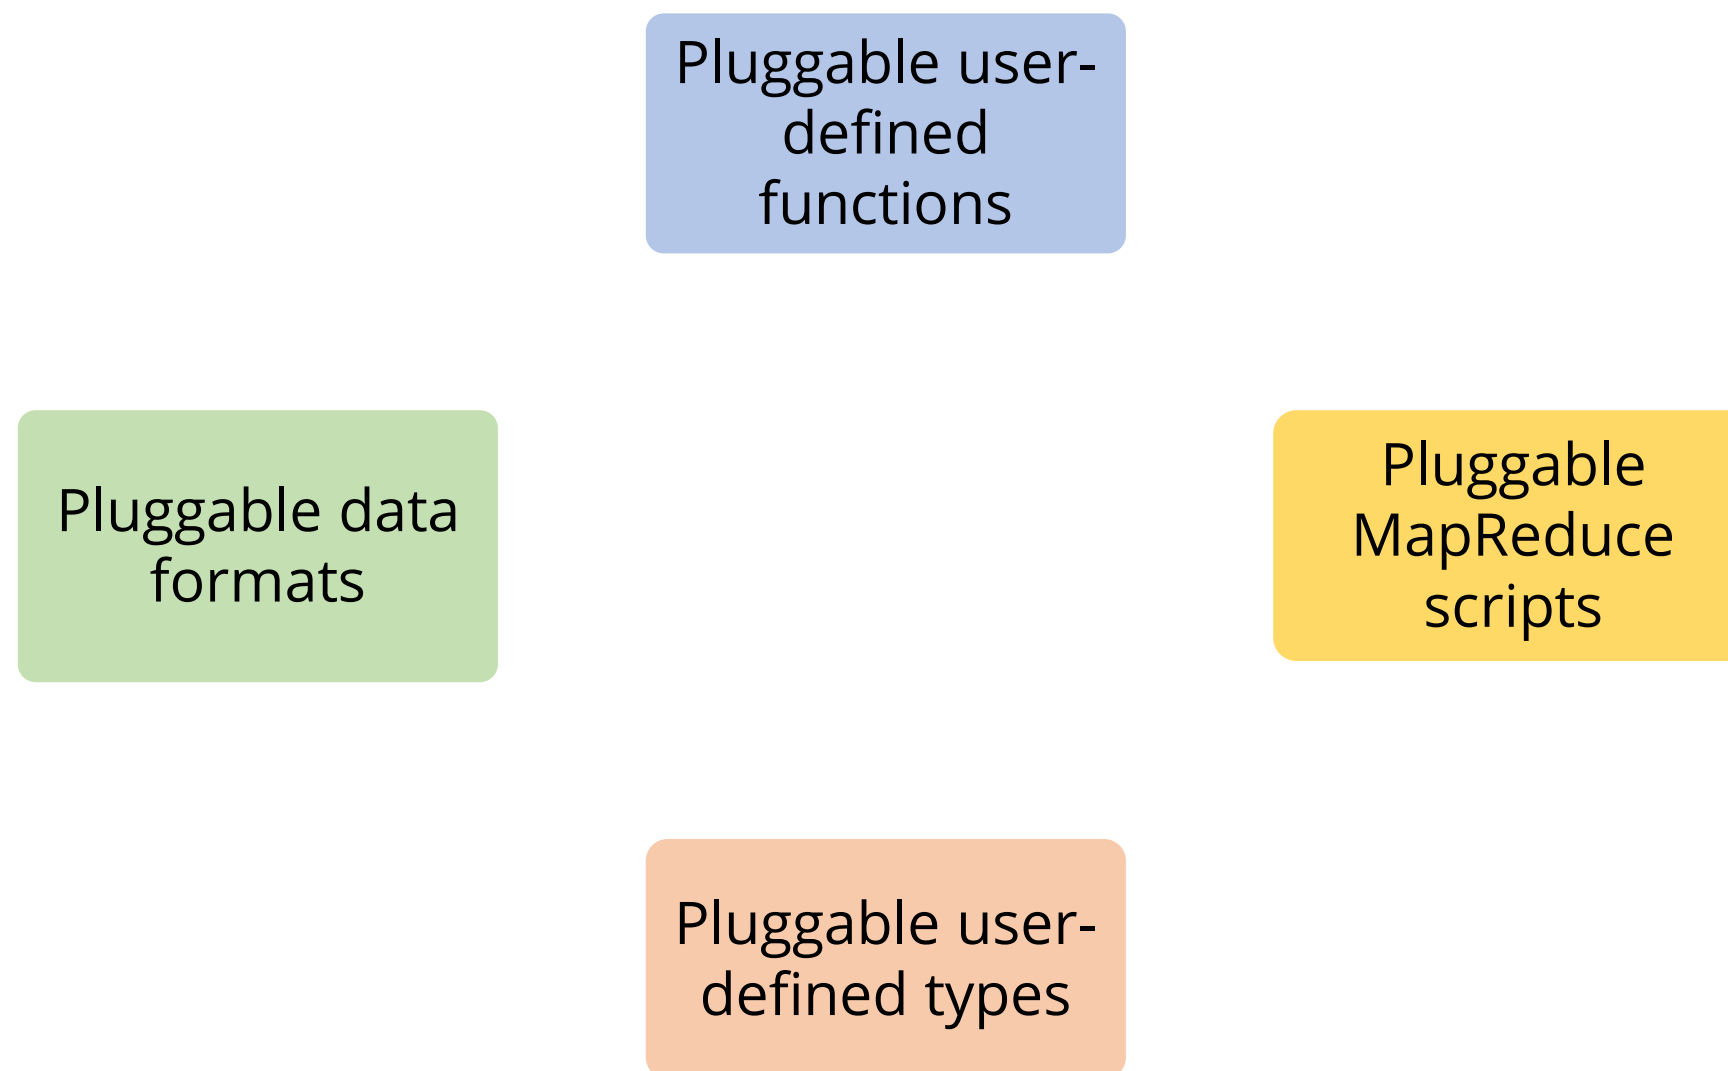 Pluggable user-
defined
functions
Pluggable data
formats
Pluggable
MapReduce
scripts
Pluggable user-
defined types